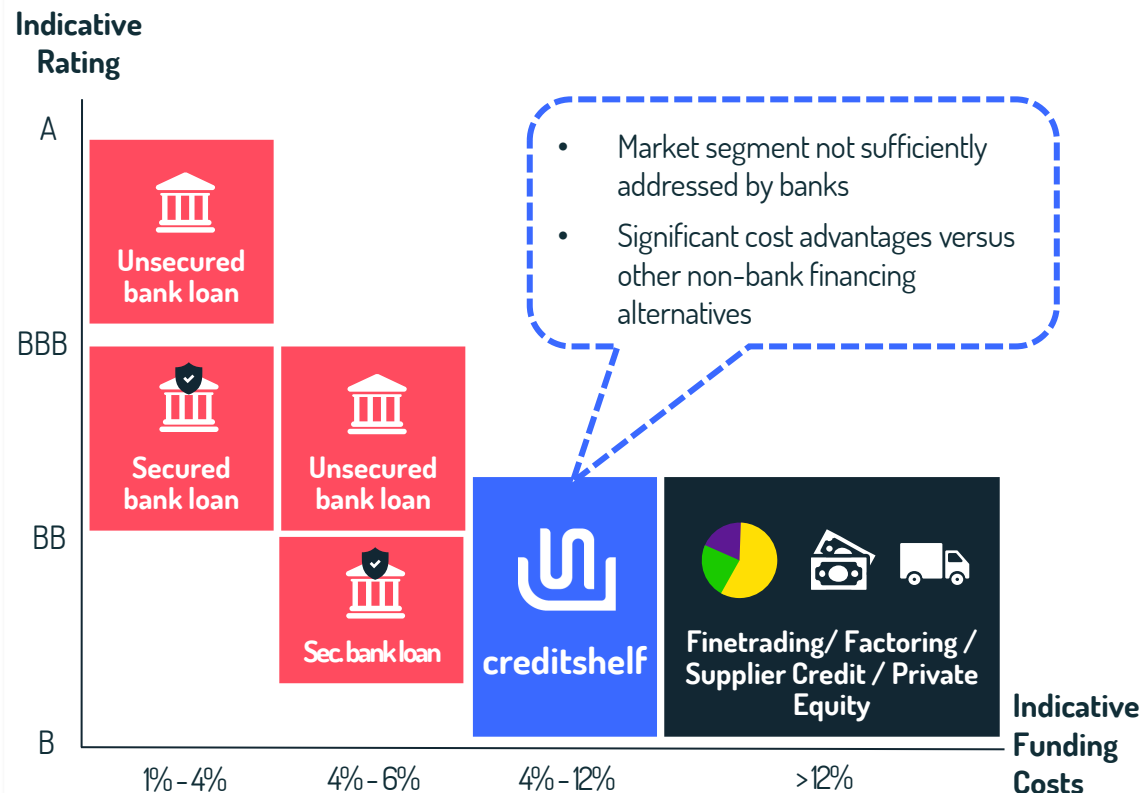 Indicative
Rating
A
BBB
BB
B
Unsecured
bank loan
Secured
bank loan
Unsecured
bank loan
Sec. bank loan
• Market segment not sufficiently
addressed by banks
• Significant cost advantages versus
other non-bank financing
alternatives
creditshelf
Finetrading/ Factoring /
Supplier Credit / Private
Equity
1% - 4%
4% - 6%
4% - 12%
>12%
Indicative
Funding
Costs